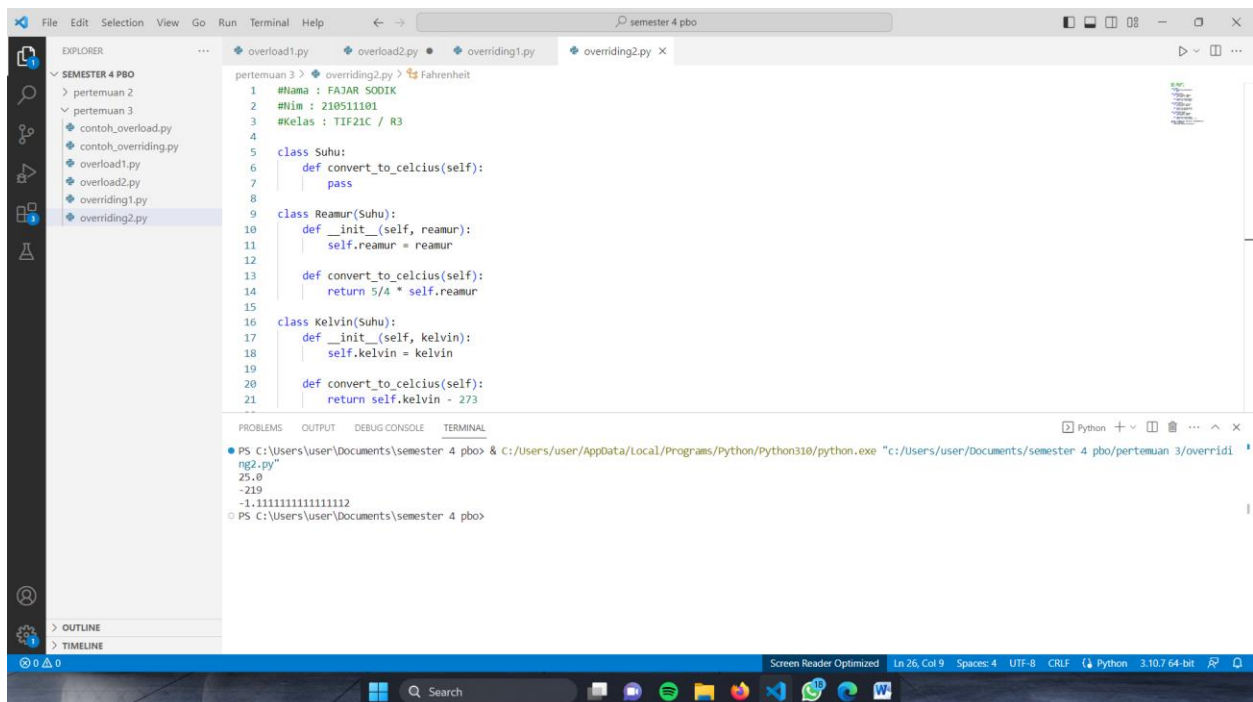 File Edit Selection View Go Run Terminal Help
semester 4 pbo
EXPLORER
overload1.py overload2.py overriding1.py overriding2.py
SEMESTER 4 PBO
pertemuan 2
pertemuan 3
contoh_overload.py
contoh_overriding.py
overload1.py
overload2.py
overriding1.py
overriding2.py
pertemuan 3 > overriding2.py > Fahrenheit
1 #Nama : FAJAR SODIK
2 #Nim : 210511101
3 #Kelas : TIF21C / R3
4
5 class Suhu:
6 def convert_to_celcius(self):
7 pass
8
9 class Reamur(Suhu):
10 def __init__(self, reamur):
11 self.reamur = reamur
12
13 def convert_to_celcius(self):
14 return 5/4 * self.reamur
15
16 class Kelvin(Suhu):
17 def __init__(self, kelvin):
18 self.kelvin = kelvin
19
20 def convert_to_celcius(self):
21 return self.kelvin - 273
PROBLEMS OUTPUT DEBUG CONSOLE TERMINAL
Python
PS C:\Users\user\Documents\semester 4 pbo> & C:/Users/user/AppData/Local/Programs/Python/Python310/python.exe "c:/Users/user/Documents/semester 4 pbo/pertemuan 3/overridi
ng2.py"
25.0
-219
-1.1111111111111112
PS C:\Users\user\Documents\semester 4 pbo>
OUTLINE
TIMELINE
0 0
Screen Reader Optimized Ln 26, Col 9 Spaces: 4 UTF-8 CRLF Python 3.10.7 64-bit
Search